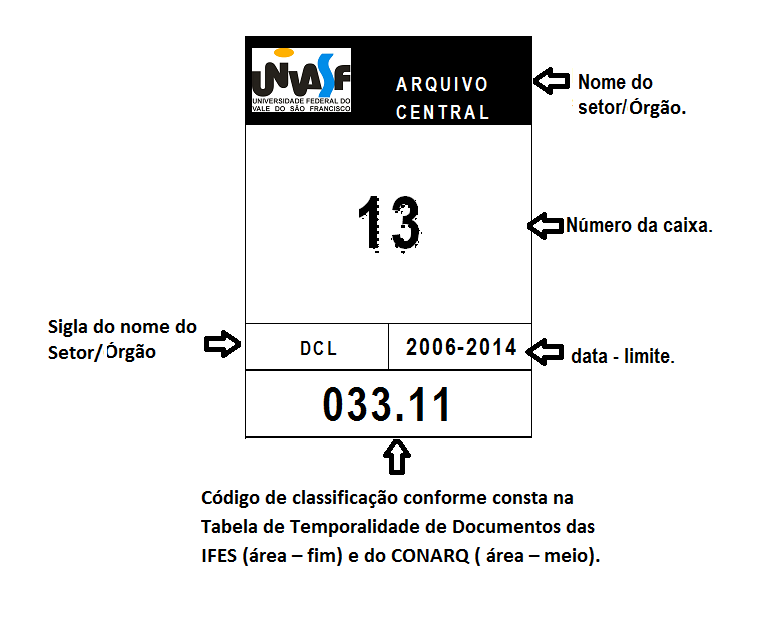 UNIVASF
UNIVERSIDADE FEDERAL DO
VALE DO SÃO FRANCISCO
ARQUIVO
CENTRAL
Nome do
setor/Órgão.
13
Número da caixa.
Sigla do nome do
Setor/Órgão
DCL
2006-2014
data - limite.
033.11
Código de classificação conforme consta na
Tabela de Temporalidade de Documentos das
IFES (área – fim) e do CONARQ ( área – meio).